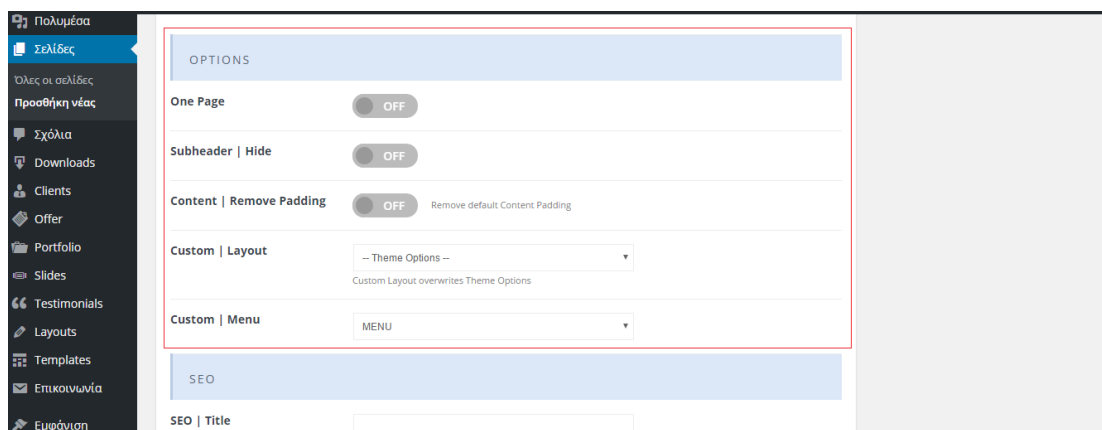 Πολυμέσα
Σελίδες
Όλες οι σελίδες
Προσθήκη νέας
Σχόλια
Downloads
Clients
Offer
Portfolio
Slides
Testimonials
Layouts
Templates
Επικοινωνία
Εμφάνιση
OPTIONS
One Page
OFF
Subheader | Hide
OFF
Content | Remove Padding
OFF
Remove default Content Padding
Custom | Layout
-- Theme Options --
Custom Layout overwrites Theme Options
Custom | Menu
MENU
SEO
SEO | Title